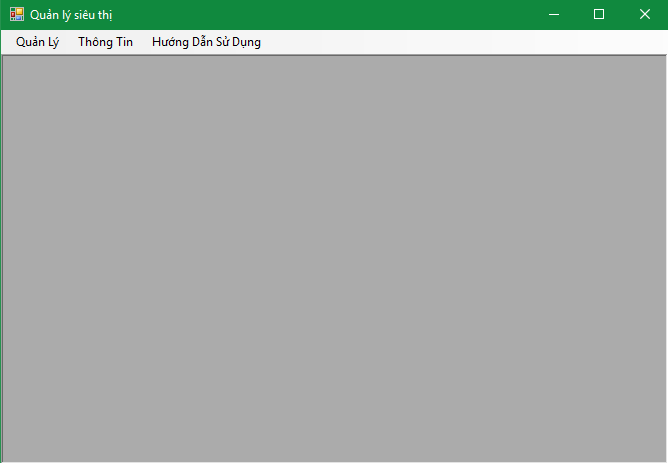 Quản lý siêu thị
Quản Lý Thông Tin Hướng Dẫn Sử Dụng